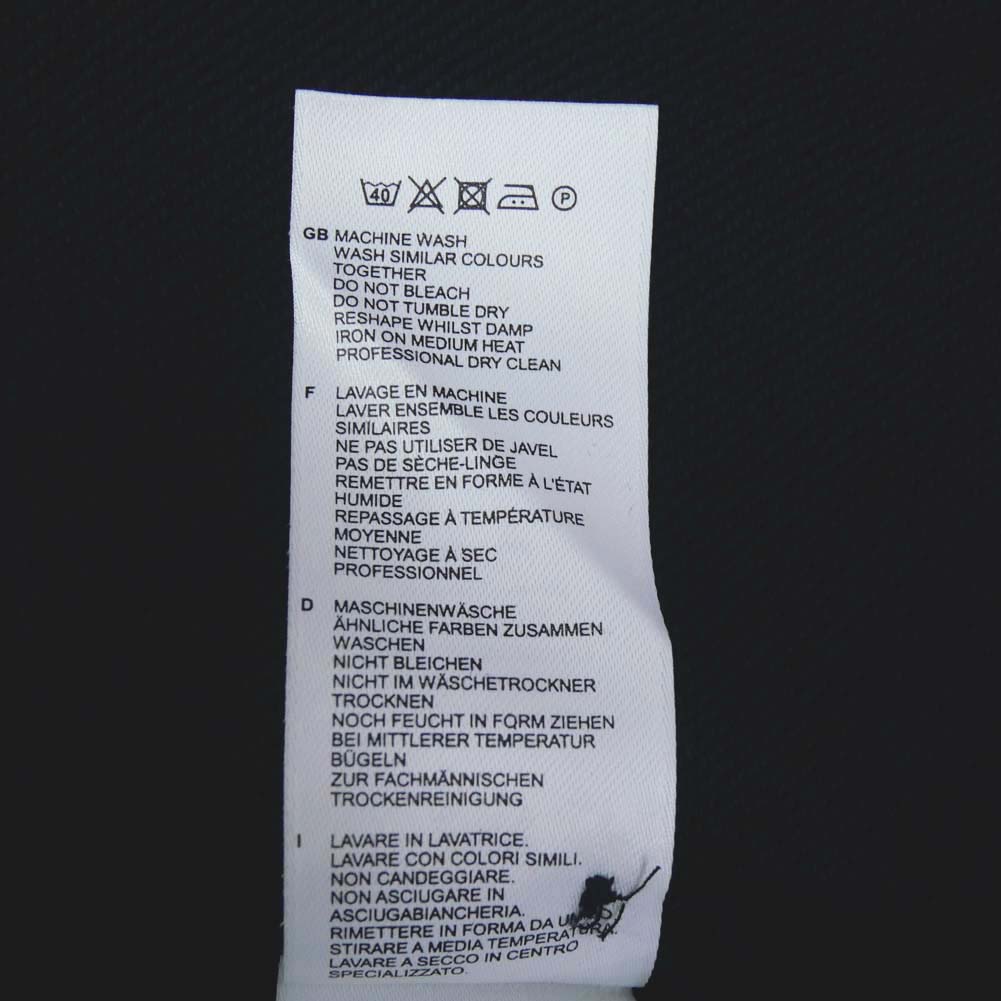 40 P
GB MACHINE WASH
WASH SIMILAR COLOURS
TOGETHER
DO NOT BLEACH
DO NOT TUMBLE DRY
RESHAPE WHILST DAMP
IRON ON MEDIUM HEAT
PROFESSIONAL DRY CLEAN
F LAVAGE EN MACHINE
LAVER ENSEMBLE LES COULEURS
SIMILAIRES
NE PAS UTILISER DE JAVEL
PAS DE SÈCHE-LINGE
REMETTRE EN FORME À L'ÉTAT
HUMIDE
REPASSAGE À TEMPÉRATURE
MOYENNE
NETTOYAGE À SEC
PROFESSIONNEL
D MASCHINENWÄSCHE
ÄHNLICHE FARBEN ZUSAMMEN
WASCHEN
NICHT BLEICHEN
NICHT IM WÄSCHETROCKNER
TROCKNEN
NOCH FEUCHT IN FORM ZIEHEN
BEI MITTLERER TEMPERATUR
BÜGELN
ZUR FACHMÄNNISCHEN
TROCKENREINIGUNG
I LAVARE IN LAVATRICE.
LAVARE CON COLORI SIMILI.
NON CANDEGGIARE.
NON ASCIUGARE IN
ASCIUGABIANCHERIA.
RIMETTERE IN FORMA DA
STIRARE A MEDIA TEMPERATURA.
LAVARE A SECCO IN CENTRO
SPECIALIZZATO.